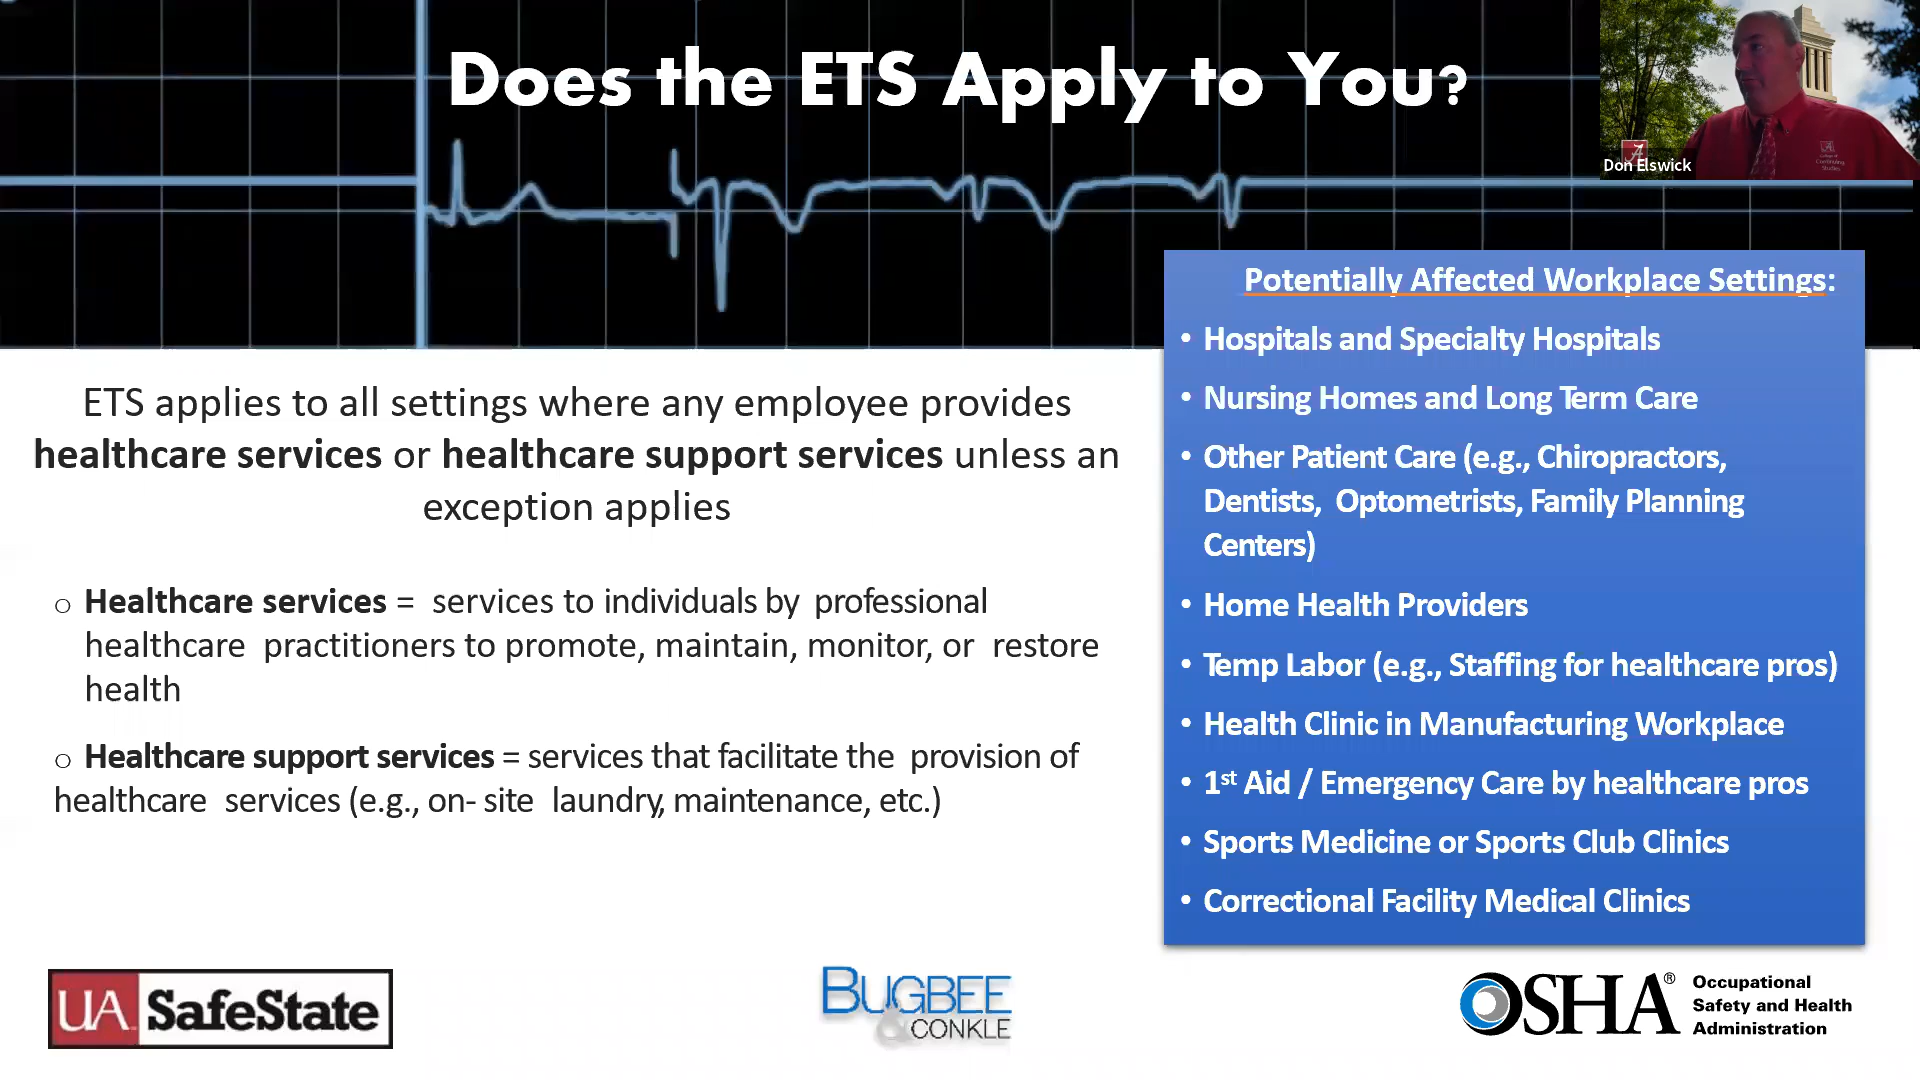 Does the ETS Apply to You?
Don Elswick
ETS applies to all settings where any employee provides
healthcare services or healthcare support services unless an
exception applies
o Healthcare services = services to individuals by professional
healthcare practitioners to promote, maintain, monitor, or restore
health
o Healthcare support services = services that facilitate the provision of
healthcare services (e.g., on- site laundry, maintenance, etc.)
Potentially Affected Workplace Settings:
• Hospitals and Specialty Hospitals
• Nursing Homes and Long Term Care
• Other Patient Care (e.g., Chiropractors,
Dentists, Optometrists, Family Planning
Centers)
• Home Health Providers
• Temp Labor (e.g., Staffing for healthcare pros)
• Health Clinic in Manufacturing Workplace
• 1st Aid / Emergency Care by healthcare pros
• Sports Medicine or Sports Club Clinics
• Correctional Facility Medical Clinics
UA SafeState
BUGBEE
& CONKLE
OSHA®
Occupational
Safety and Health
Administration